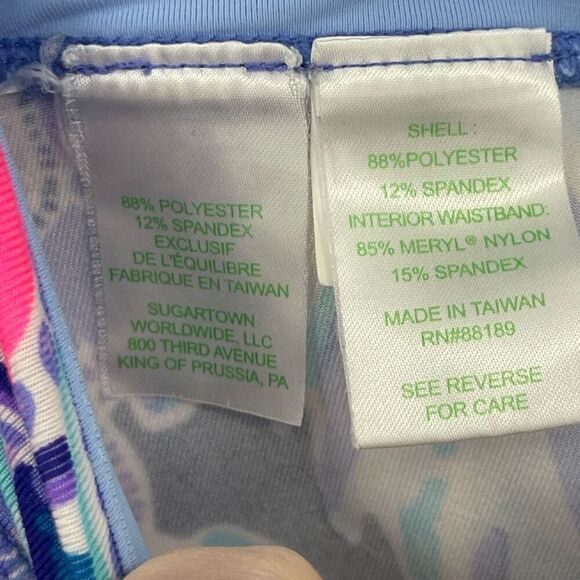 88% POLYESTER
12% SPANDEX
EXCLUSIF
DE L'ÉQUILIBRE
FABRIQUE EN TAIWAN
SUGARTOWN
WORLDWIDE, LLC
800 THIRD AVENUE
KING OF PRUSSIA, PA
SHELL :
88%POLYESTER
12% SPANDEX
INTERIOR WAISTBAND:
85% MERYL® NYLON
15% SPANDEX
MADE IN TAIWAN
RN#88189
SEE REVERSE
FOR CARE